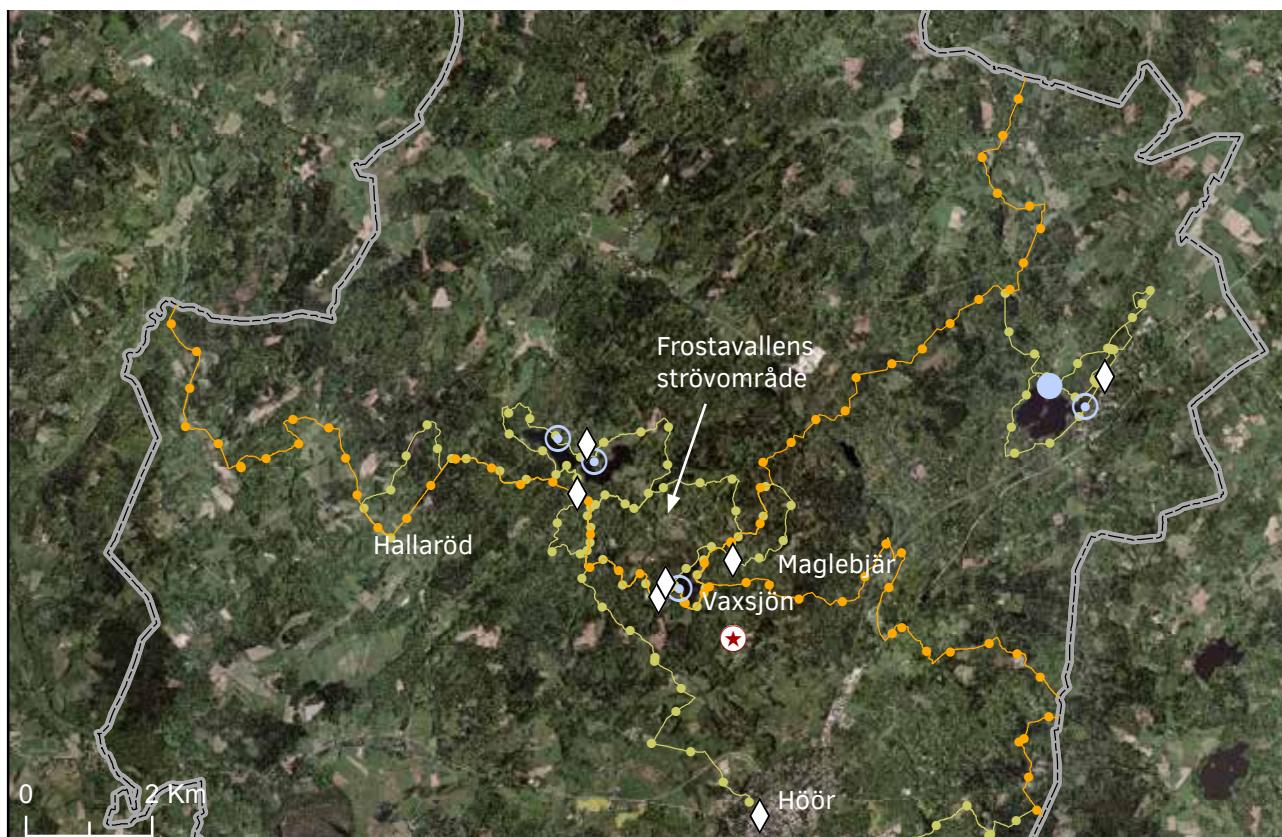 Frostavallens
strövområde
Hallaröd
Maglebjär
Vaxsjön
Höör
0 2 Km